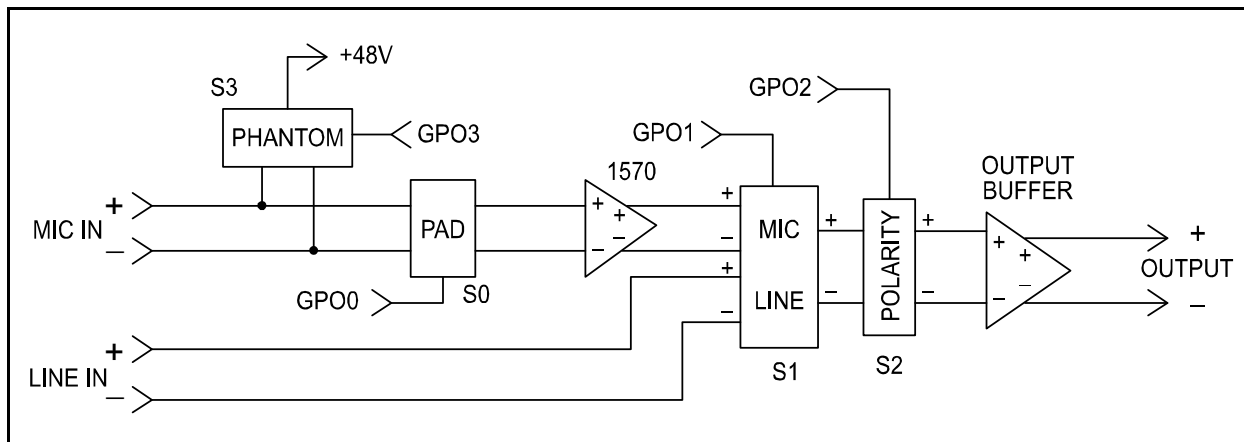 +48V
S3
PHANTOM
GPO3
GPO2
GPO1
1570
OUTPUT
BUFFER
+
MIC IN
−
PAD
+ +
− −
+
−
MIC
+
−
LINE
+
−
POLARITY
+
−
+ +
− −
+
OUTPUT
−
GPO0
S0
S1
S2
+
LINE IN
−